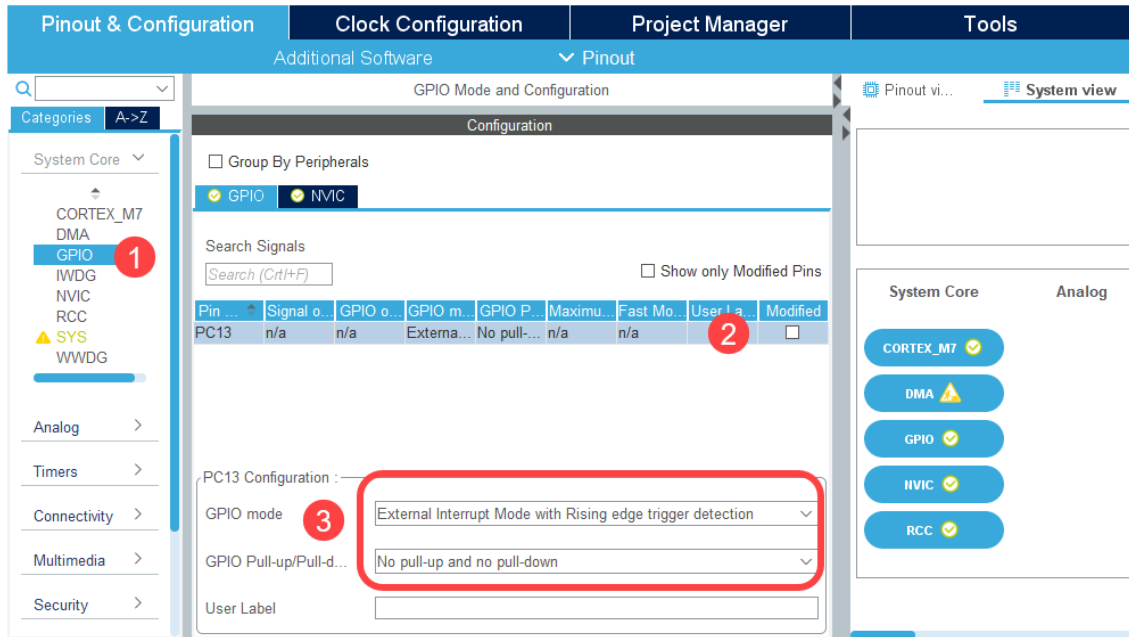 Pinout & Configuration
Clock Configuration
Project Manager
Tools
Additional Software
Pinout
Categories
A->Z
System Core
CORTEX_M7
DMA
GPIO
1
IWDG
NVIC
RCC
SYS
WWDG
Analog
Timers
Connectivity
Multimedia
Security
GPIO Mode and Configuration
Configuration
Group By Peripherals
GPIO
NVIC
Search Signals
Search (Crtl+F)
Show only Modified Pins
Pin ... Signal o... GPIO o... GPIO m... GPIO P... Maximu... Fast Mo... User La... Modified
PC13 n/a n/a Externa... No pull-... n/a n/a
2
PC13 Configuration :
GPIO mode
3
External Interrupt Mode with Rising edge trigger detection
GPIO Pull-up/Pull-d...
No pull-up and no pull-down
User Label
Pinout vi...
System view
System Core
Analog
CORTEX_M7
DMA
GPIO
NVIC
RCC